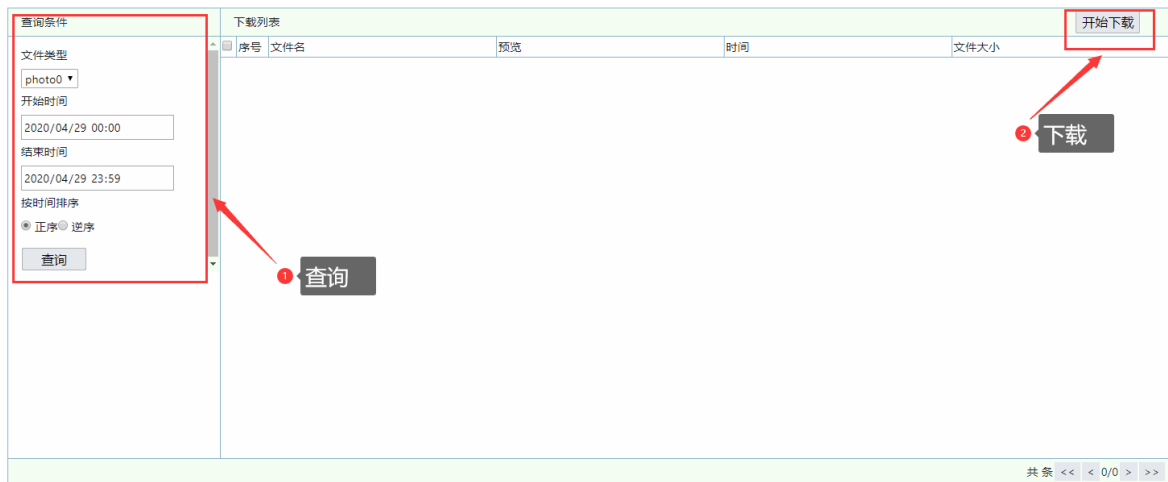 查询条件
下载列表
开始下载
文件类型
序号 文件名 预览 时间 文件大小
photo0
开始时间
2020/04/29 00:00
2 下载
结束时间
2020/04/29 23:59
按时间排序
正序 逆序
查询
1 查询
共 条 << < 0/0 > >>